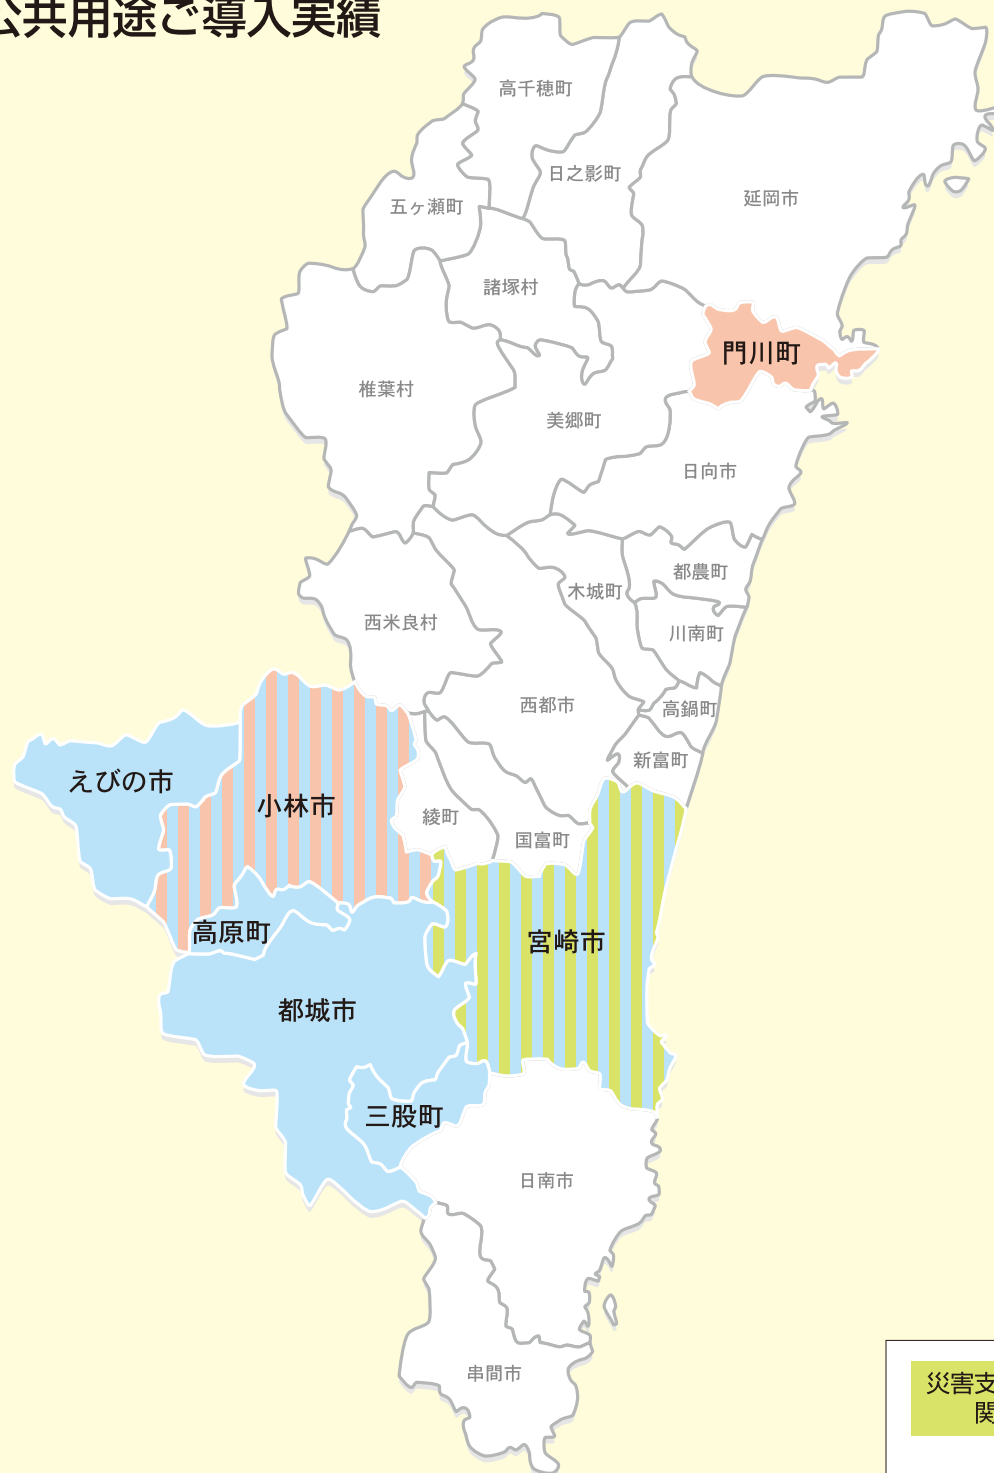 公共用途ご導入実績
高千穂町
日之影町
延岡市
五ヶ瀬町
諸塚村
門川町
椎葉村
美郷町
日向市
都農町
木城町
西米良村
川南町
西都市
高鍋町
新富町
えびの市
小林市
綾町
国富町
高原町
宮崎市
都城市
三股町
日南市
串間市
災害支
関